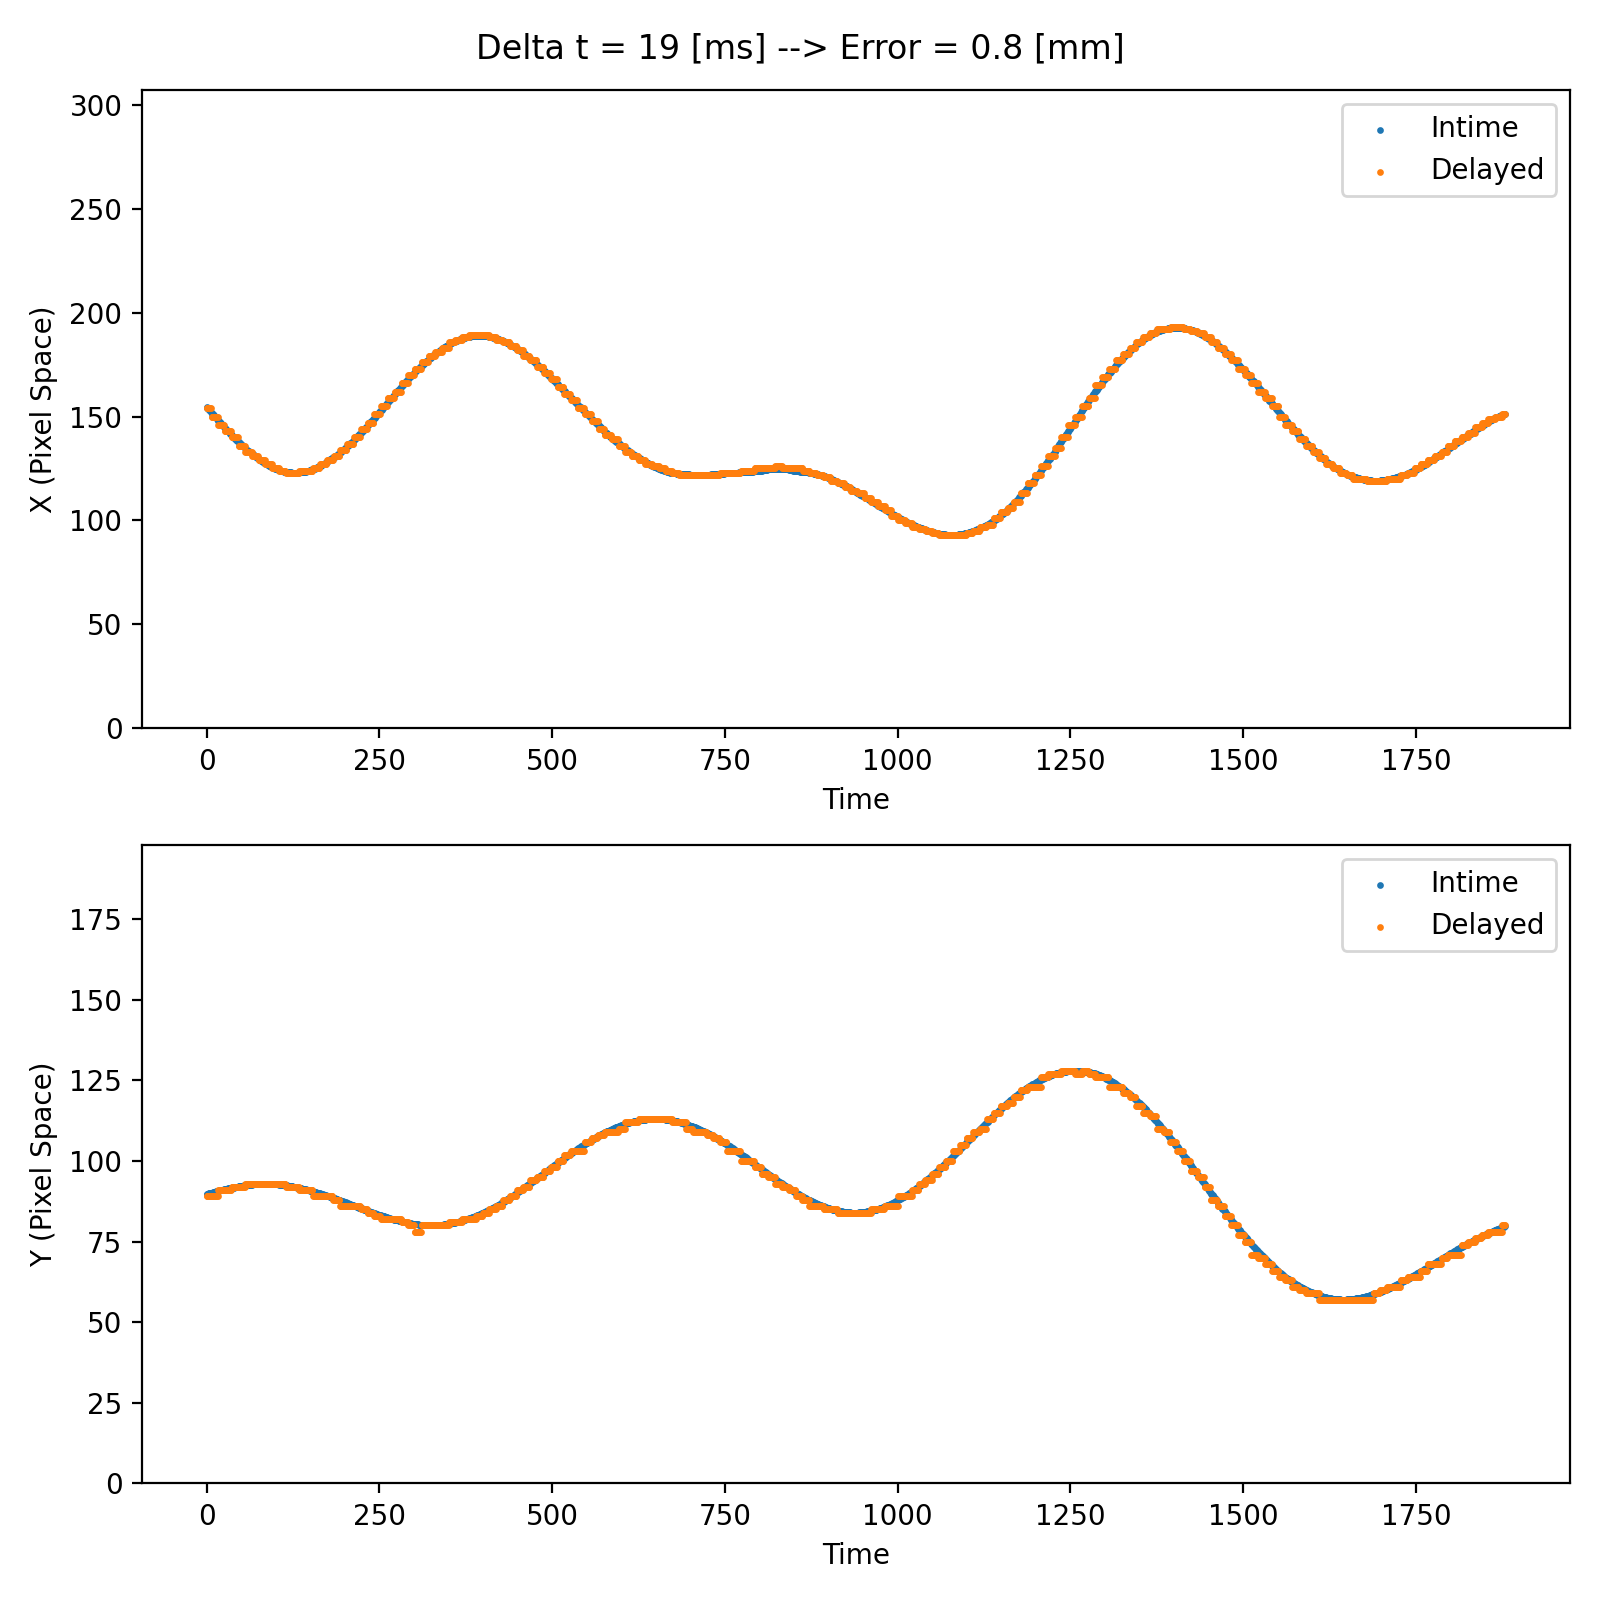 Delta t = 19 [ms] --> Error = 0.8 [mm]
300
250
200
150
100
50
0
X (Pixel Space)
Intime
Delayed
0 250 500 750 1000 1250 1500 1750
Time
175
150
125
100
75
50
25
0
Y (Pixel Space)
Intime
Delayed
0 250 500 750 1000 1250 1500 1750
Time